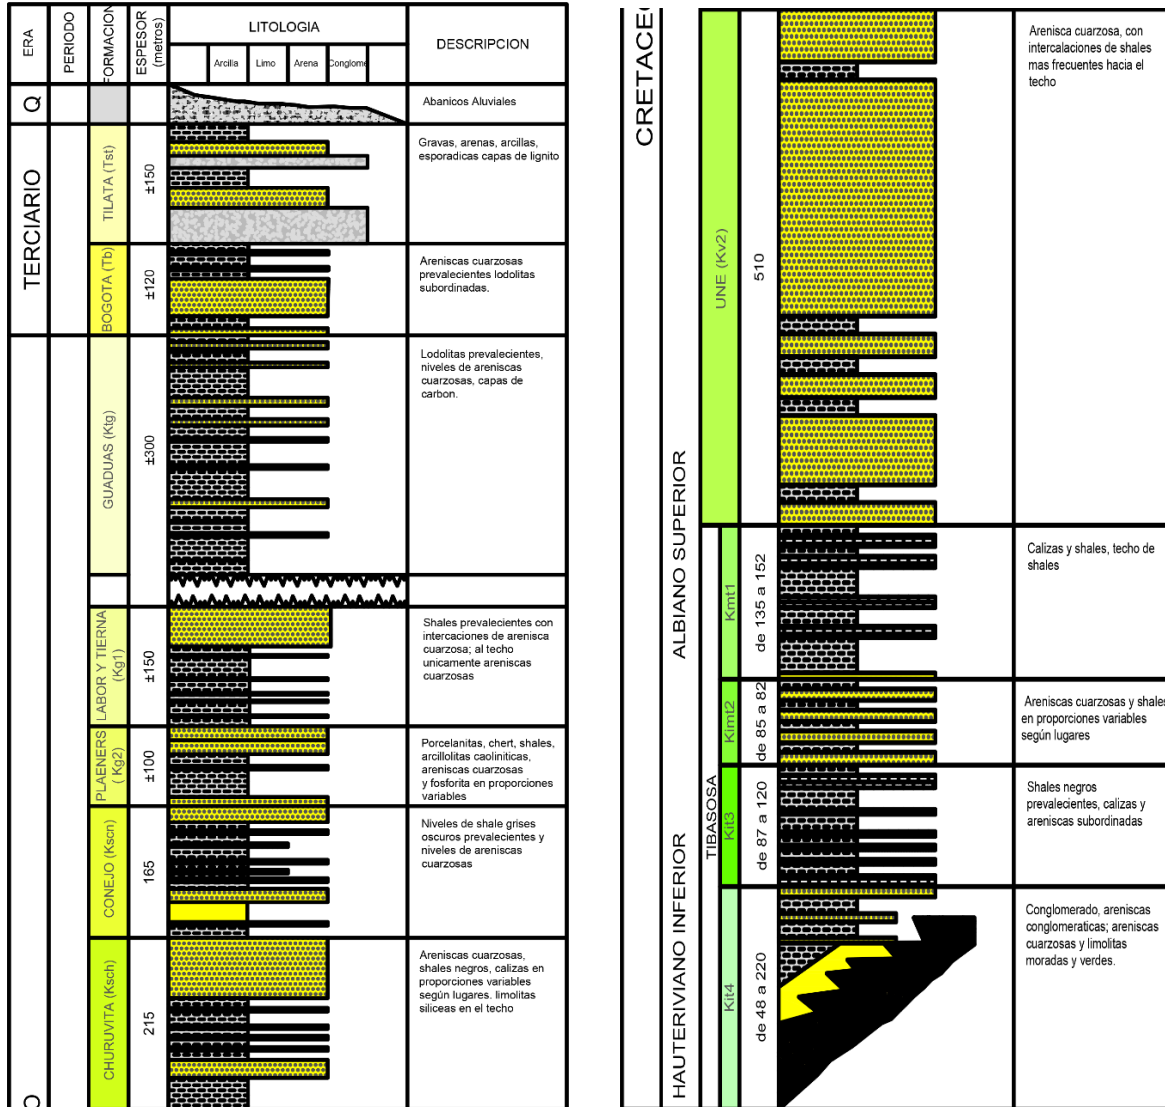 ERA
PERIODO
FORMACION
ESPESOR
(metros)
LITOLOGIA
Arcilla
Limo
Arena
Conglome
DESCRIPCION
Q
Abanicos Aluviales
TERCIARIO
TILATA (Tst)
±150
Gravas, arenas, arcillas,
esporadicas capas de lignito
BOGOTA (Tb)
±120
Areniscas cuarzosas
prevalecientes lodolitas
subordinadas.
GUADUAS (Ktg)
±300
Lodolitas prevalecientes,
niveles de areniscas
cuarzosas, capas de
carbon.
LABOR Y TIERNA
(Kg1)
±150
Shales prevalecientes con
intercaciones de arenisca
cuarzosa; al techo
unicamente areniscas
cuarzosas
PLAENERS
( Kg2)
±100
Porcelanitas, chert, shales,
arcillolitas caoliniticas,
areniscas cuarzosas
y fosforita en proporciones
variables
CONEJO (Kscn)
165
Niveles de shale grises
oscuros prevalecientes y
niveles de areniscas
cuarzosas
CHURUVITA (Ksch)
215
Areniscas cuarzosas,
shales negros, calizas en
proporciones variables
según lugares. limolitas
siliceas en el techo
O
CRETACEO
ALBIANO SUPERIOR
HAUTERIVIANO INFERIOR
UNE (Kv2)
510
Arenisca cuarzosa, con
intercalaciones de shales
mas frecuentes hacia el
techo
TIBASOSA
Kmt1
de 135 a 152
Calizas y shales, techo de
shales
Kimt2
de 85 a 82
Areniscas cuarzosas y shales
en proporciones variables
según lugares
Kit3
de 87 a 120
Shales negros
prevalecientes, calizas y
areniscas subordinadas
Kit4
de 48 a 220
Conglomerado, areniscas
conglomeraticas; areniscas
cuarzosas y limolitas
moradas y verdes.